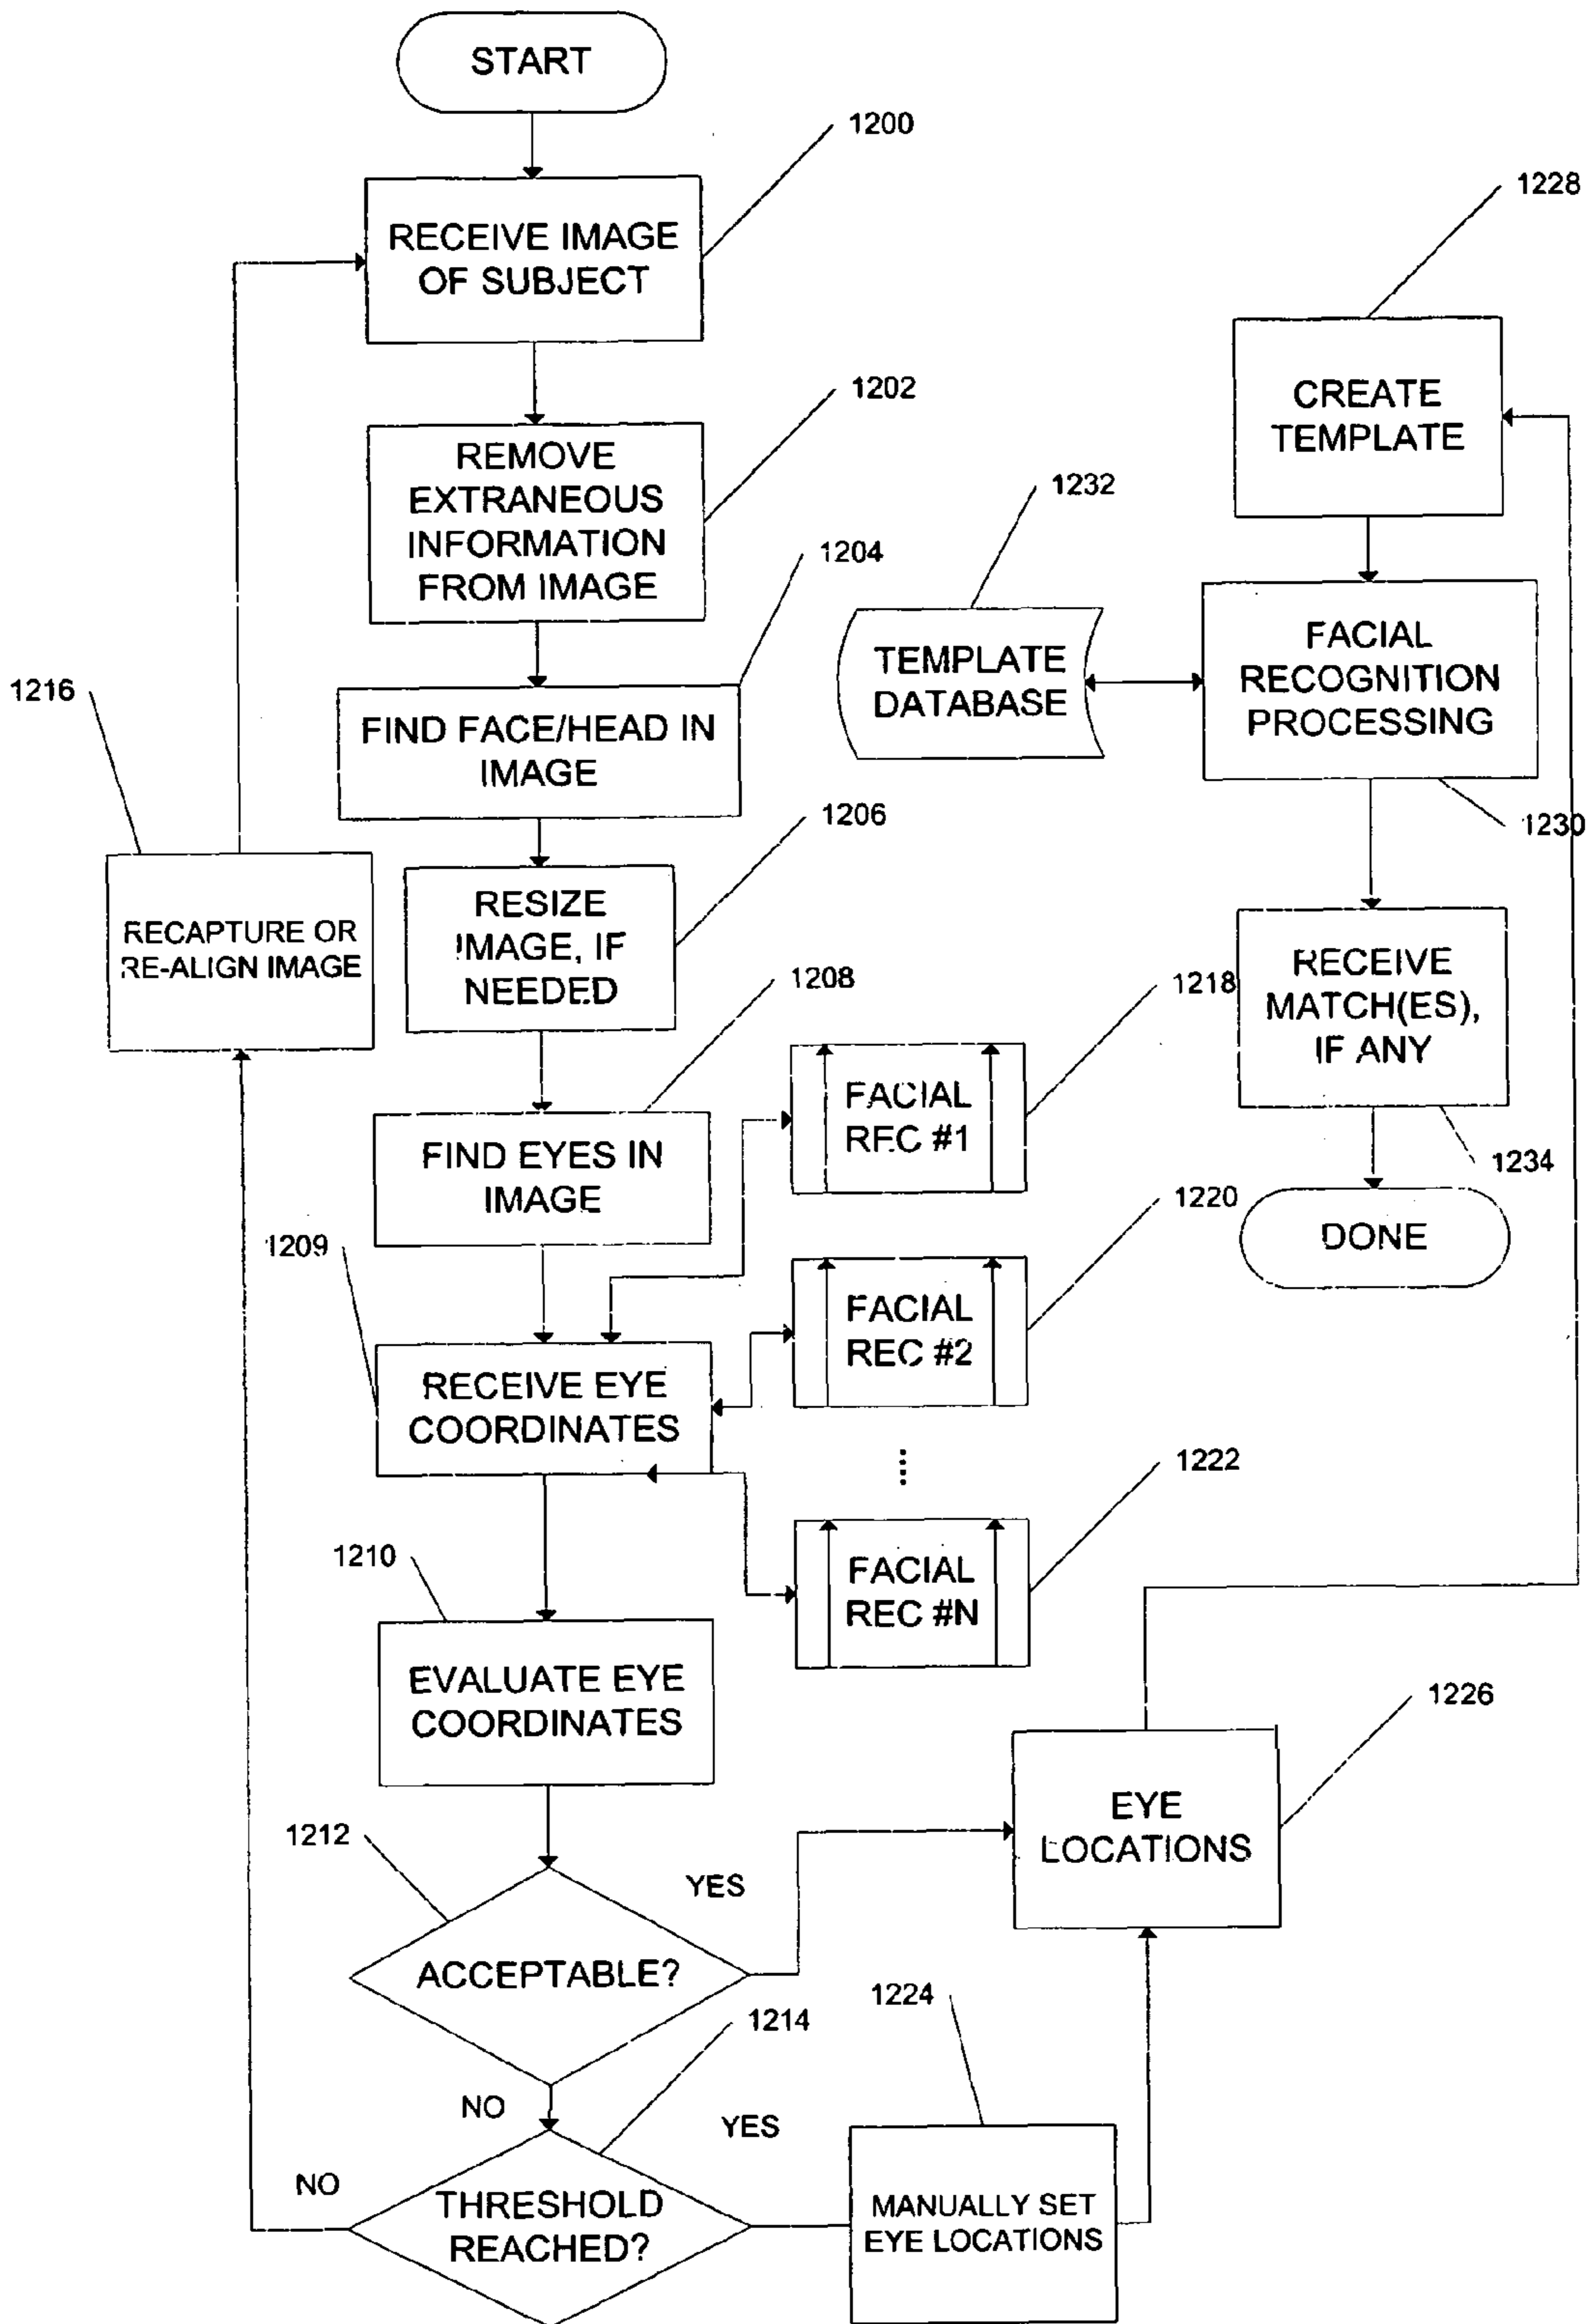 START
1200
RECEIVE IMAGE
OF SUBJECT
1202
REMOVE
EXTRANEOUS
INFORMATION
FROM IMAGE
1204
FIND FACE/HEAD IN
IMAGE
1206
RESIZE
IMAGE, IF
NEEDED
1208
FIND EYES IN
IMAGE
1209
RECEIVE EYE
COORDINATES
1218
FACIAL
REC #1
1220
FACIAL
REC #2
1222
FACIAL
REC #N
1210
EVALUATE EYE
COORDINATES
1212
ACCEPTABLE?
YES
NO
1214
THRESHOLD
REACHED?
YES
NO
1216
RECAPTURE OR
RE-ALIGN IMAGE
1224
MANUALLY SET
EYE LOCATIONS
1226
EYE
LOCATIONS
1228
CREATE
TEMPLATE
1232
TEMPLATE
DATABASE
FACIAL
RECOGNITION
PROCESSING
1230
RECEIVE
MATCH(ES),
IF ANY
1234
DONE